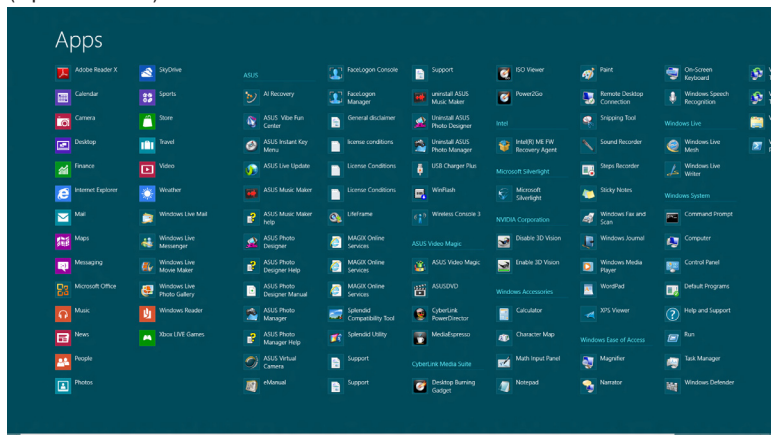 Apps
Adobe Reader X
Calendar
Camera
Desktop
Finance
Internet Explorer
Mail
Maps
Messaging
Microsoft Office
Music
News
People
Photos
SkyDrive
Sports
Store
Travel
Video
Weather
Windows Live Mail
Windows Live
Messenger
Windows Live
Movie Maker
Windows Live
Photo Gallery
Windows Reader
Xbox LIVE Games
ASUS
AI Recovery
ASUS Vibe Fun
Center
ASUS Instant Key
Menu
ASUS Live Update
ASUS Music Maker
ASUS Music Maker
help
ASUS Photo
Designer
ASUS Photo
Designer Help
ASUS Photo
Designer Manual
ASUS Photo
Manager
ASUS Photo
Manager Help
ASUS Virtual
Camera
eManual
FaceLogon Console
FaceLogon
Manager
General disclaimer
license conditions
License Conditions
License Conditions
LifeFrame
MAGIX Online
Services
MAGIX Online
Services
MAGIX Online
Services
Splendid
Compatibility Tool
Splendid Utility
Support
Support
Support
uninstall ASUS
Music Maker
Uninstall ASUS
Photo Designer
Uninstall ASUS
Photo Manager
USB Charger Plus
WinFlash
Wireless Console 3
ASUS Video Magic
ASUS Video Magic
ASUSDVD
CyberLink
PowerDirector
MediaEspresso
CyberLink Media Suite
Desktop Burning
Gadget
ISO Viewer
Power2Go
Intel
Intel(R) ME FW
Recovery Agent
Microsoft Silverlight
Microsoft
Silverlight
NVIDIA Corporation
Disable 3D Vision
Enable 3D Vision
Windows Accessories
Calculator
Character Map
Math Input Panel
Notepad
Paint
Remote Desktop
Connection
Snipping Tool
Sound Recorder
Steps Recorder
Sticky Notes
Windows Fax and
Scan
Windows Journal
Windows Media
Player
WordPad
XPS Viewer
Windows Ease of Access
Magnifier
Narrator
On-Screen
Keyboard
Windows Speech
Recognition
Windows Live
Windows Live
Mesh
Windows Live
Writer
Windows System
Command Prompt
Computer
Control Panel
Default Programs
Help and Support
Run
Task Manager
Windows Defender